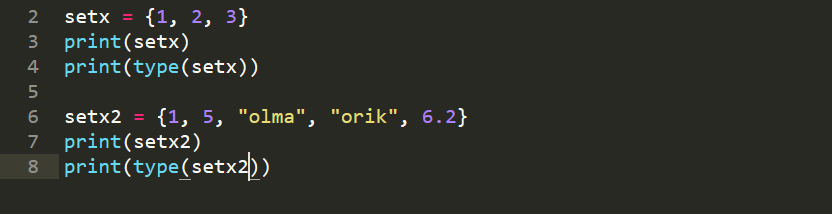 2 setx = {1, 2, 3}
3 print(setx)
4 print(type(setx))
5
6 setx2 = {1, 5, "olma", "orik", 6.2}
7 print(setx2)
8 print(type(setx2))